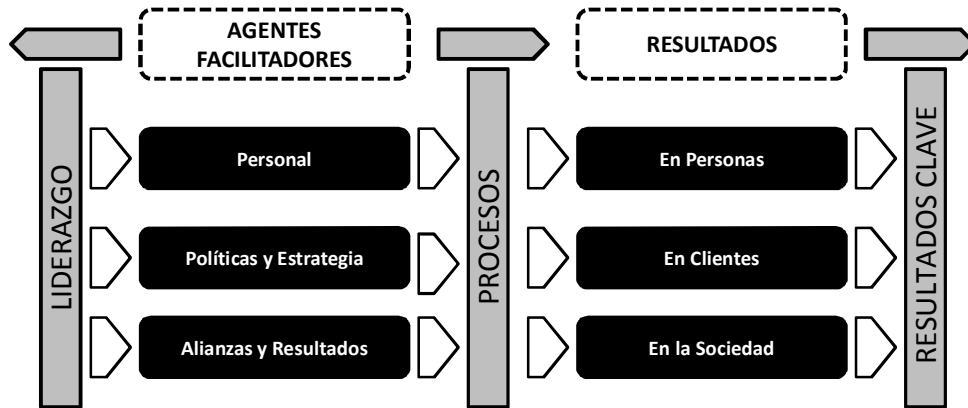 AGENTES
FACILITADORES
RESULTADOS
LIDERAZGO
Personal
Políticas y Estrategia
Alianzas y Resultados
PROCESOS
En Personas
En Clientes
En la Sociedad
RESULTADOS CLAVE